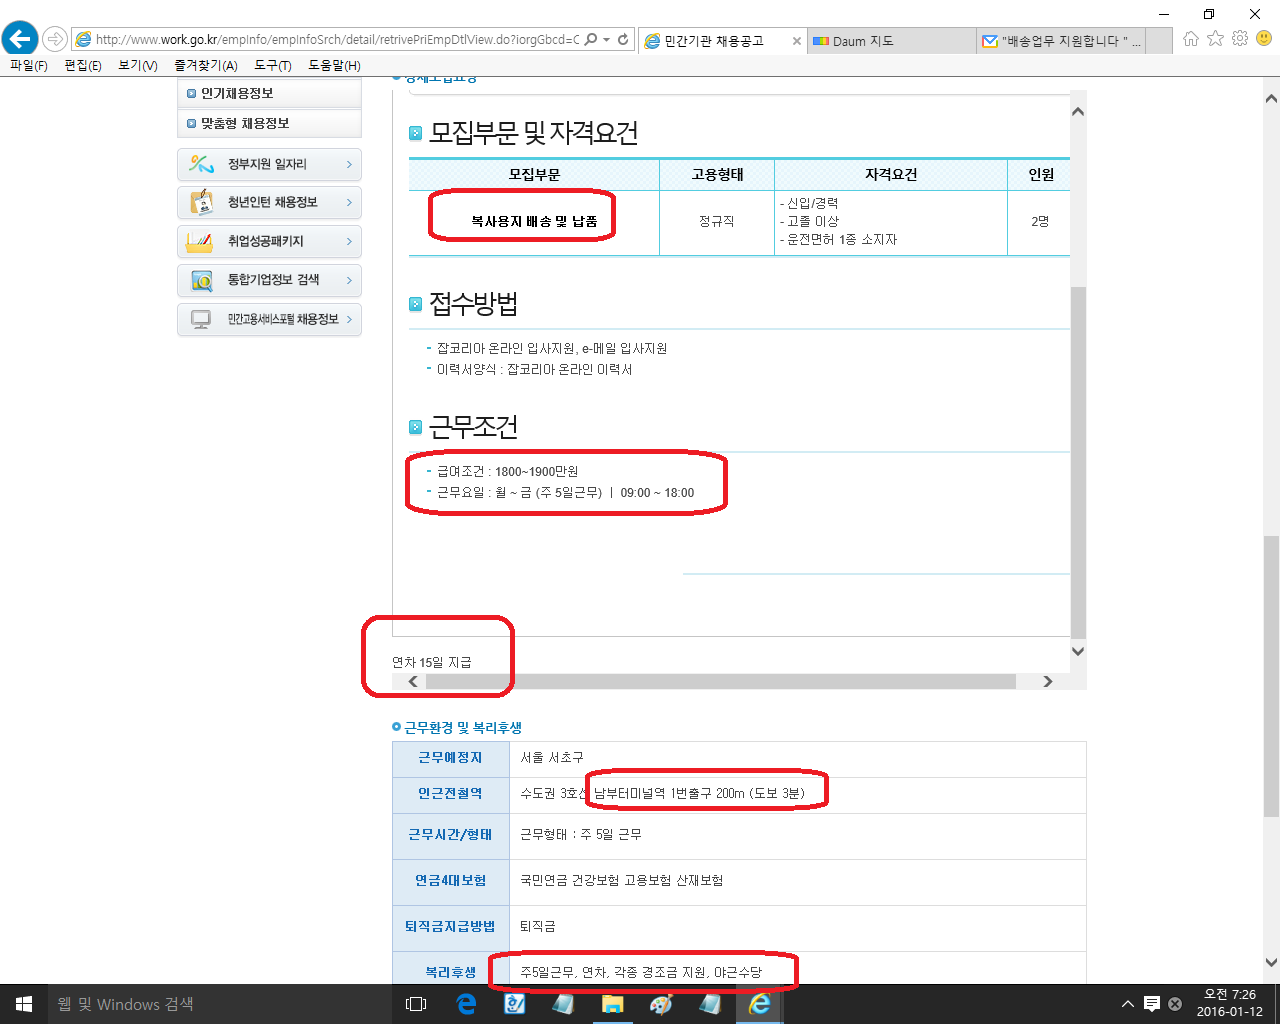 http://www.work.go.kr/empInfo/empInfoSrch/detail/retrivePriEmpDtlView.do?iorgGbcd=C
민간기관 채용공고
Daum 지도
"배송업무 지원합니다 " ...
파일(F) 편집(E) 보기(V) 즐겨찾기(A) 도구(T) 도움말(H)
인기채용정보
맞춤형 채용정보
정부지원 일자리
청년인턴 채용정보
취업성공패키지
통합기업정보 검색
민간고용서비스포털 채용정보
모집부문 및 자격요건
모집부문 고용형태 자격요건 인원
복사용지 배송 및 납품 정규직 - 신입/경력 2명
- 고졸 이상
- 운전면허 1종 소지자
접수방법
- 잡코리아 온라인 입사지원, e-메일 입사지원
- 이력서양식 : 잡코리아 온라인 이력서
근무조건
- 급여조건 : 1800~1900만원
- 근무요일 : 월 ~ 금 (주 5일근무) ㅣ 09:00 ~ 18:00
연차 15일 지급
근무환경 및 복리후생
근무예정지 서울 서초구
인근전철역 수도권 3호선 남부터미널역 1번출구 200m (도보 3분)
근무시간/형태 근무형태 : 주 5일 근무
연금4대보험 국민연금 건강보험 고용보험 산재보험
퇴직금지급방법 퇴직금
복리후생 주5일근무, 연차, 각종 경조금 지원, 야근수당
웹 및 Windows 검색
오전 7:26
2016-01-12